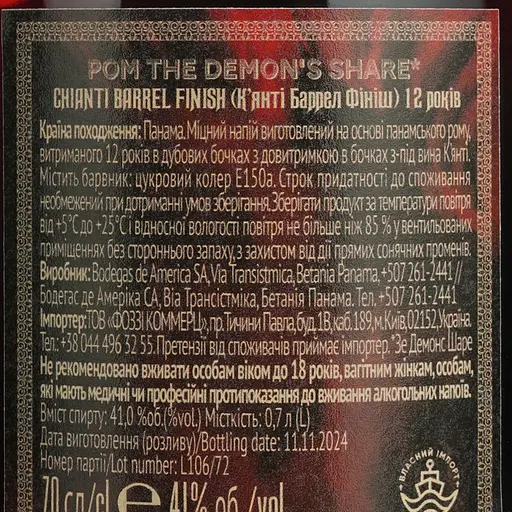 РОМ THE DEMON'S SHARE*
CHIANTI BARREL FINISH (К'янті Баррел Фініш) 12 років
Країна походження: Панама. Міцний напій виготовлений на основі панамського рому,
витриманого 12 років в дубових бочках з довитримкою в бочках з-під вина К'янті.
Містить барвник: цукровий колер Е150а. Строк придатності до споживання
необмежений при дотриманні умов зберігання. Зберігати продукт за температури повітря
від +5°С до +25°С і відносної вологості повітря не більше ніж 85 % у вентильованих
приміщеннях без стороннього запаху, з захистом від дії прямих сонячних променів.
Виробник: Bodegas de America SA, Via Transistmica, Betania Panama, +507 261-2441 //
Бодегас де Амеріка СА, Віа Трансістміка, Бетанія Панама. Тел. +507 261-2441
Імпортер: ТОВ «ФОЗЗІ КОММЕРЦ», пр. Тичини Павла, буд. 1В, каб. 189, м. Київ, 02152, Україна.
Тел.: +38 044 496 32 55. Претензії від споживачів приймає імпортер. *Зе Демонс Шаре
Не рекомендовано вживати особам віком до 18 років, вагітним жінкам, особам,
які мають медичні чи професійні протипоказання до вживання алкогольних напоїв.
Вміст спирту: 41,0 %об.(%vol.) Місткість: 0,7 л (L)
Дата виготовлення (розливу)/Bottling date: 11.11.2024
Номер партії/Lot number: L106/72
70 сл/cl e 41% об./vol
ВЛАСНИЙ ІМПОРТ